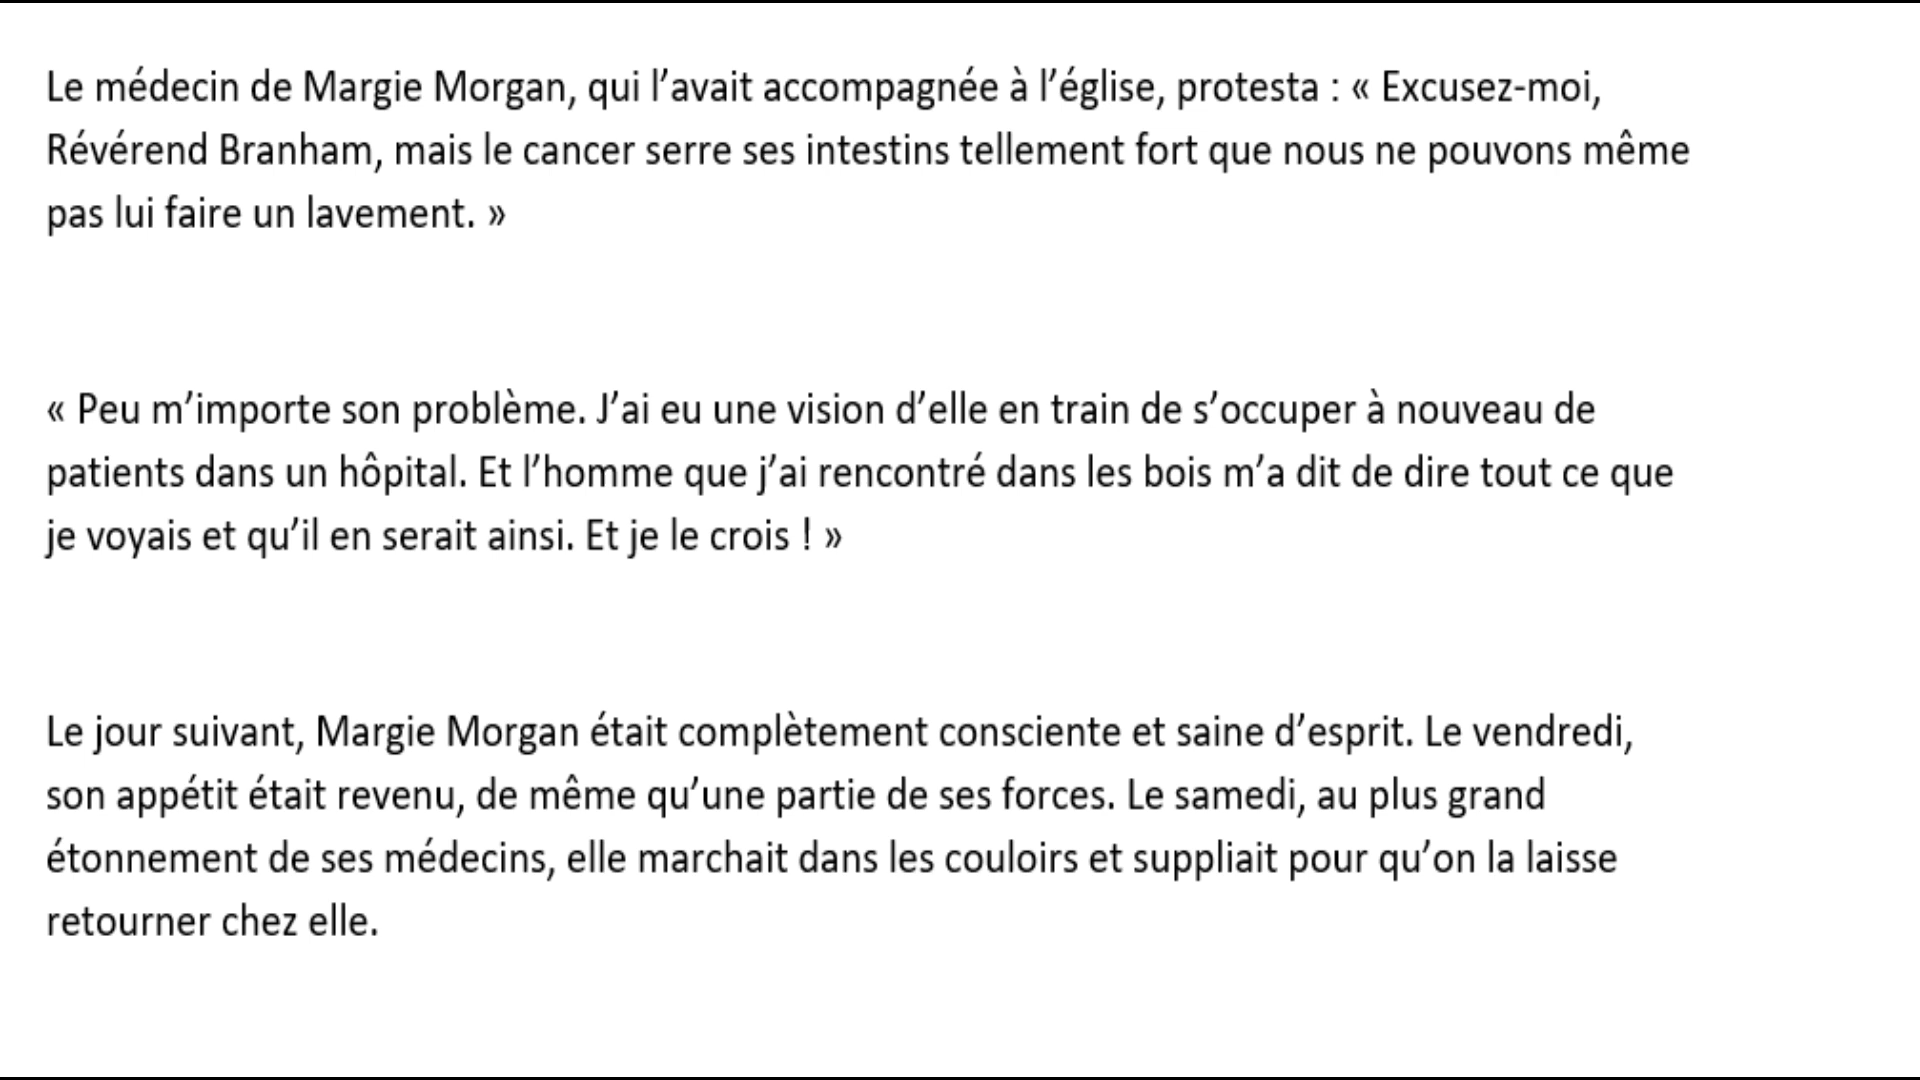 Le médecin de Margie Morgan, qui l’avait accompagnée à l’église, protesta : « Excusez-moi,
Révérend Branham, mais le cancer serre ses intestins tellement fort que nous ne pouvons même
pas lui faire un lavement. »
« Peu m’importe son problème. J’ai eu une vision d’elle en train de s’occuper à nouveau de
patients dans un hôpital. Et l’homme que j’ai rencontré dans les bois m’a dit de dire tout ce que
je voyais et qu’il en serait ainsi. Et je le crois ! »
Le jour suivant, Margie Morgan était complètement consciente et saine d’esprit. Le vendredi,
son appétit était revenu, de même qu’une partie de ses forces. Le samedi, au plus grand
étonnement de ses médecins, elle marchait dans les couloirs et suppliait pour qu’on la laisse
retourner chez elle.